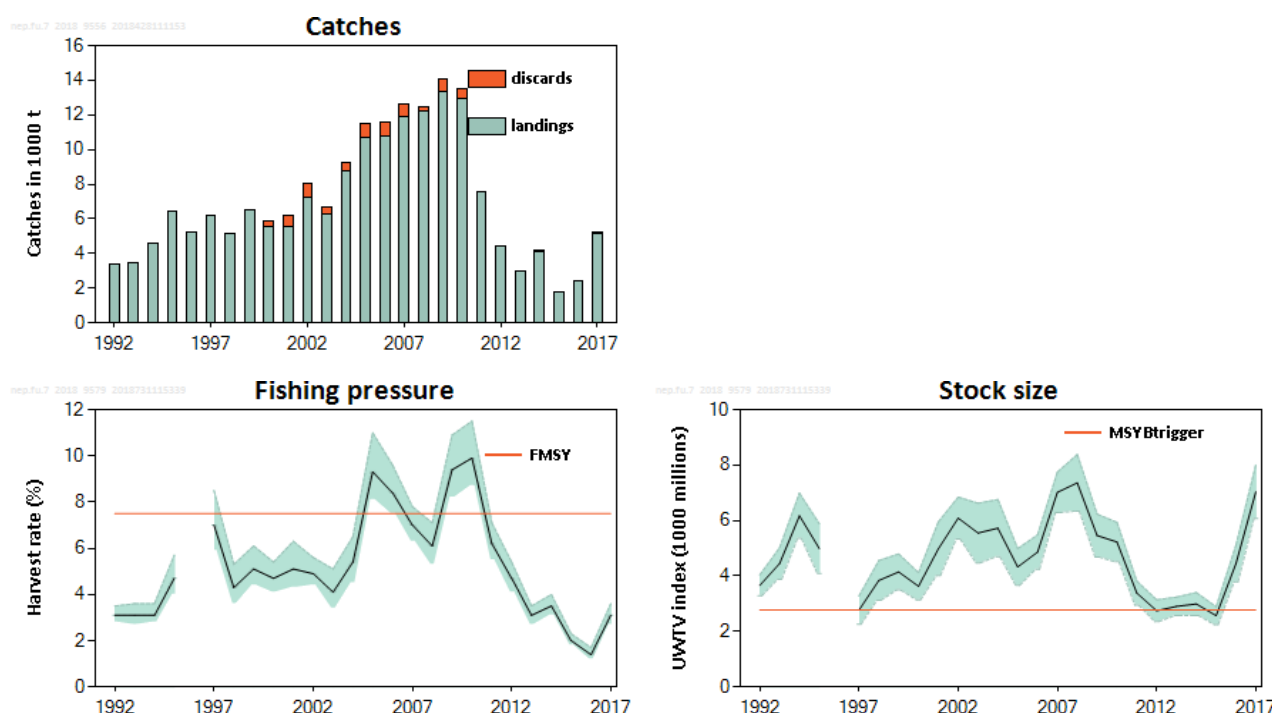 nep.fu.7 2018 9556 2018428111153
Catches
16
14
12
10
8
6
4
2
0
Catches in 1000 t
discards
landings
1992 1997 2002 2007 2012 2017
nep.fu.7 2018 9579 2018731115339
Fishing pressure
12
10
8
6
4
2
0
Harvest rate (%)
FMSY
1992 1997 2002 2007 2012 2017
nep.fu.7 2018 9579 2018731115339
Stock size
10
8
6
4
2
0
UWTV index (1000 millions)
MSYBtrigger
1992 1997 2002 2007 2012 2017